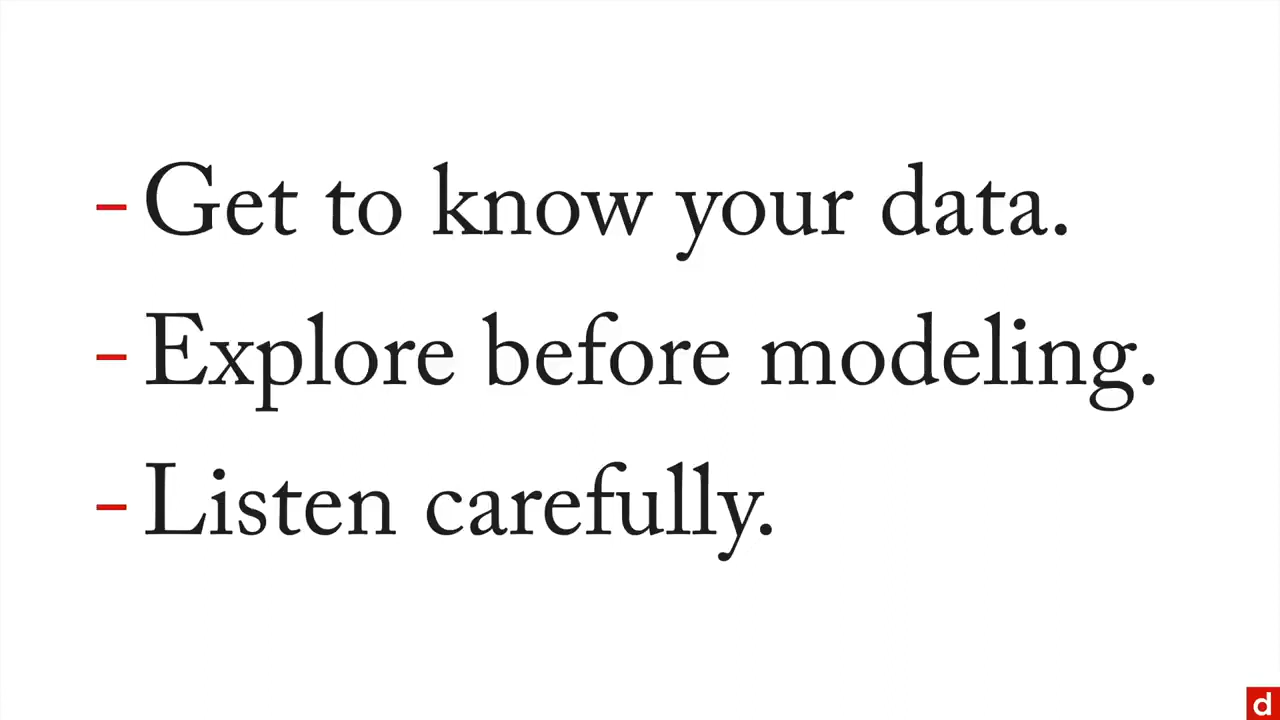 - Get to know your data.
- Explore before modeling.
- Listen carefully.
d